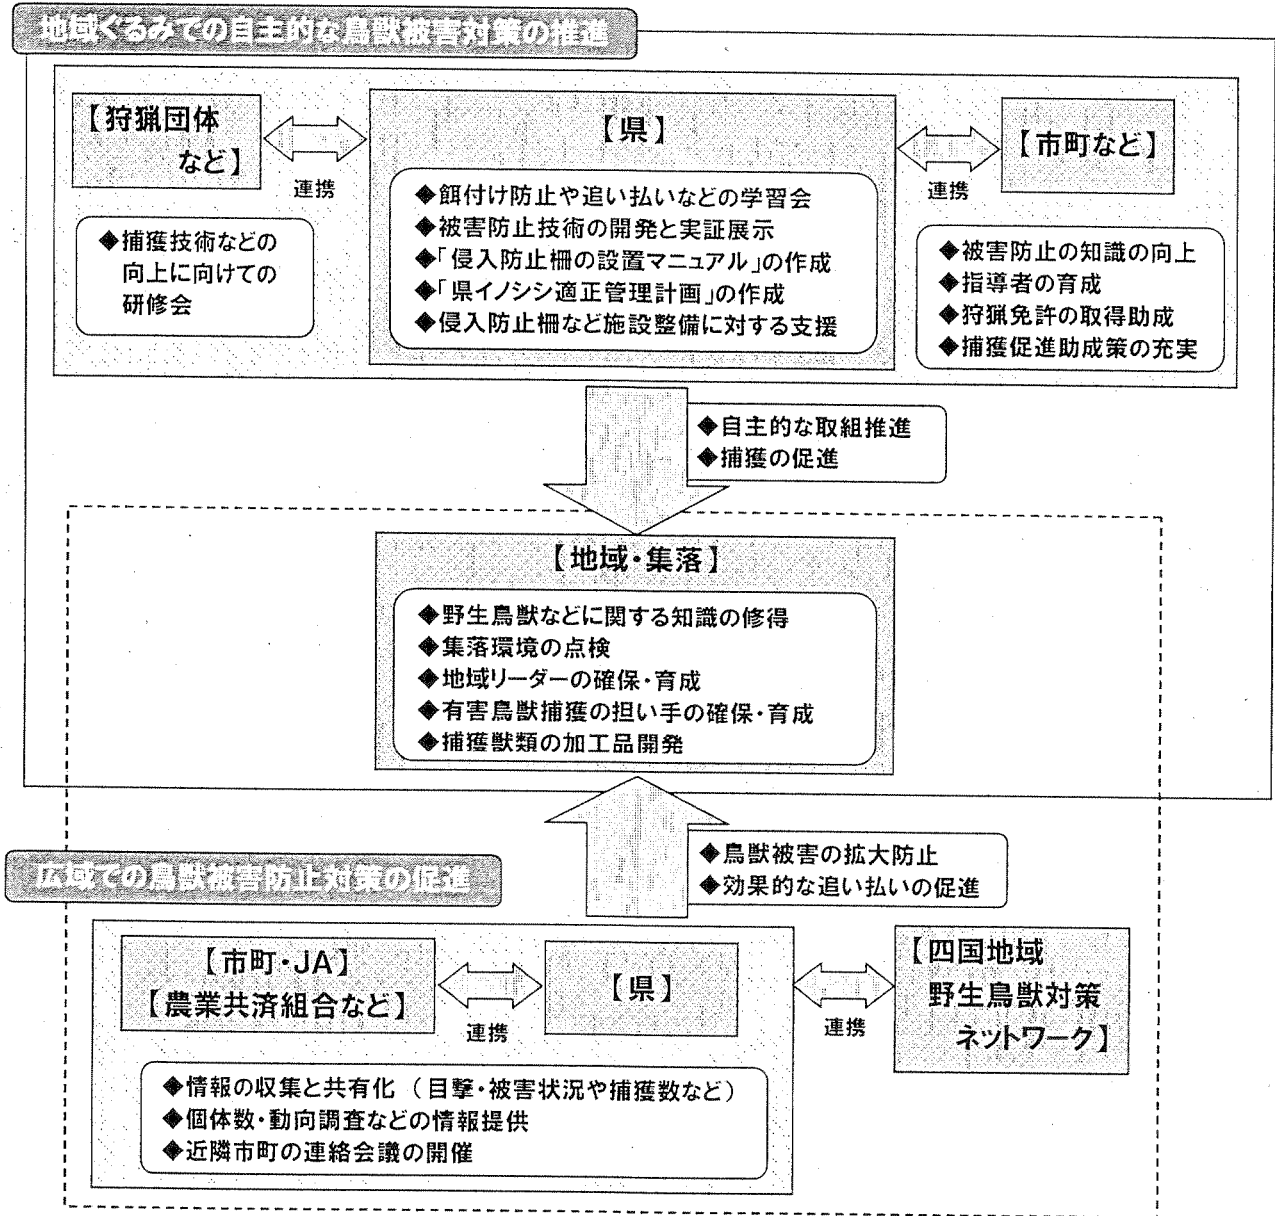 地域ぐるみでの自主的な鳥獣被害対策の推進
【狩猟団体
など】
連携
【県】
連携
【市町など】
◆捕獲技術などの
向上に向けての
研修会
◆餌付け防止や追い払いなどの学習会
◆被害防止技術の開発と実証展示
◆「侵入防止柵の設置マニュアル」の作成
◆「県イノシシ適正管理計画」の作成
◆侵入防止柵など施設整備に対する支援
◆被害防止の知識の向上
◆指導者の育成
◆狩猟免許の取得助成
◆捕獲促進助成策の充実
◆自主的な取組推進
◆捕獲の促進
【地域・集落】
◆野生鳥獣などに関する知識の修得
◆集落環境の点検
◆地域リーダーの確保・育成
◆有害鳥獣捕獲の担い手の確保・育成
◆捕獲獣類の加工品開発
◆鳥獣被害の拡大防止
◆効果的な追い払いの促進
広域での鳥獣被害防止対策の促進
【市町・JA】
【農業共済組合など】
連携
【県】
連携
【四国地域
野生鳥獣対策
ネットワーク】
◆情報の収集と共有化（目撃・被害状況や捕獲数など）
◆個体数・動向調査などの情報提供
◆近隣市町の連絡会議の開催